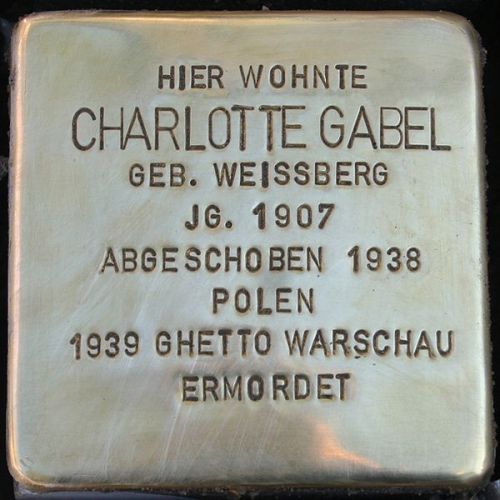 HIER WOHNTE
CHARLOTTE GABEL
GEB. WEISSBERG
JG. 1907
ABGESCHOBEN 1938
POLEN
1939 GHETTO WARSCHAU
ERMORDET